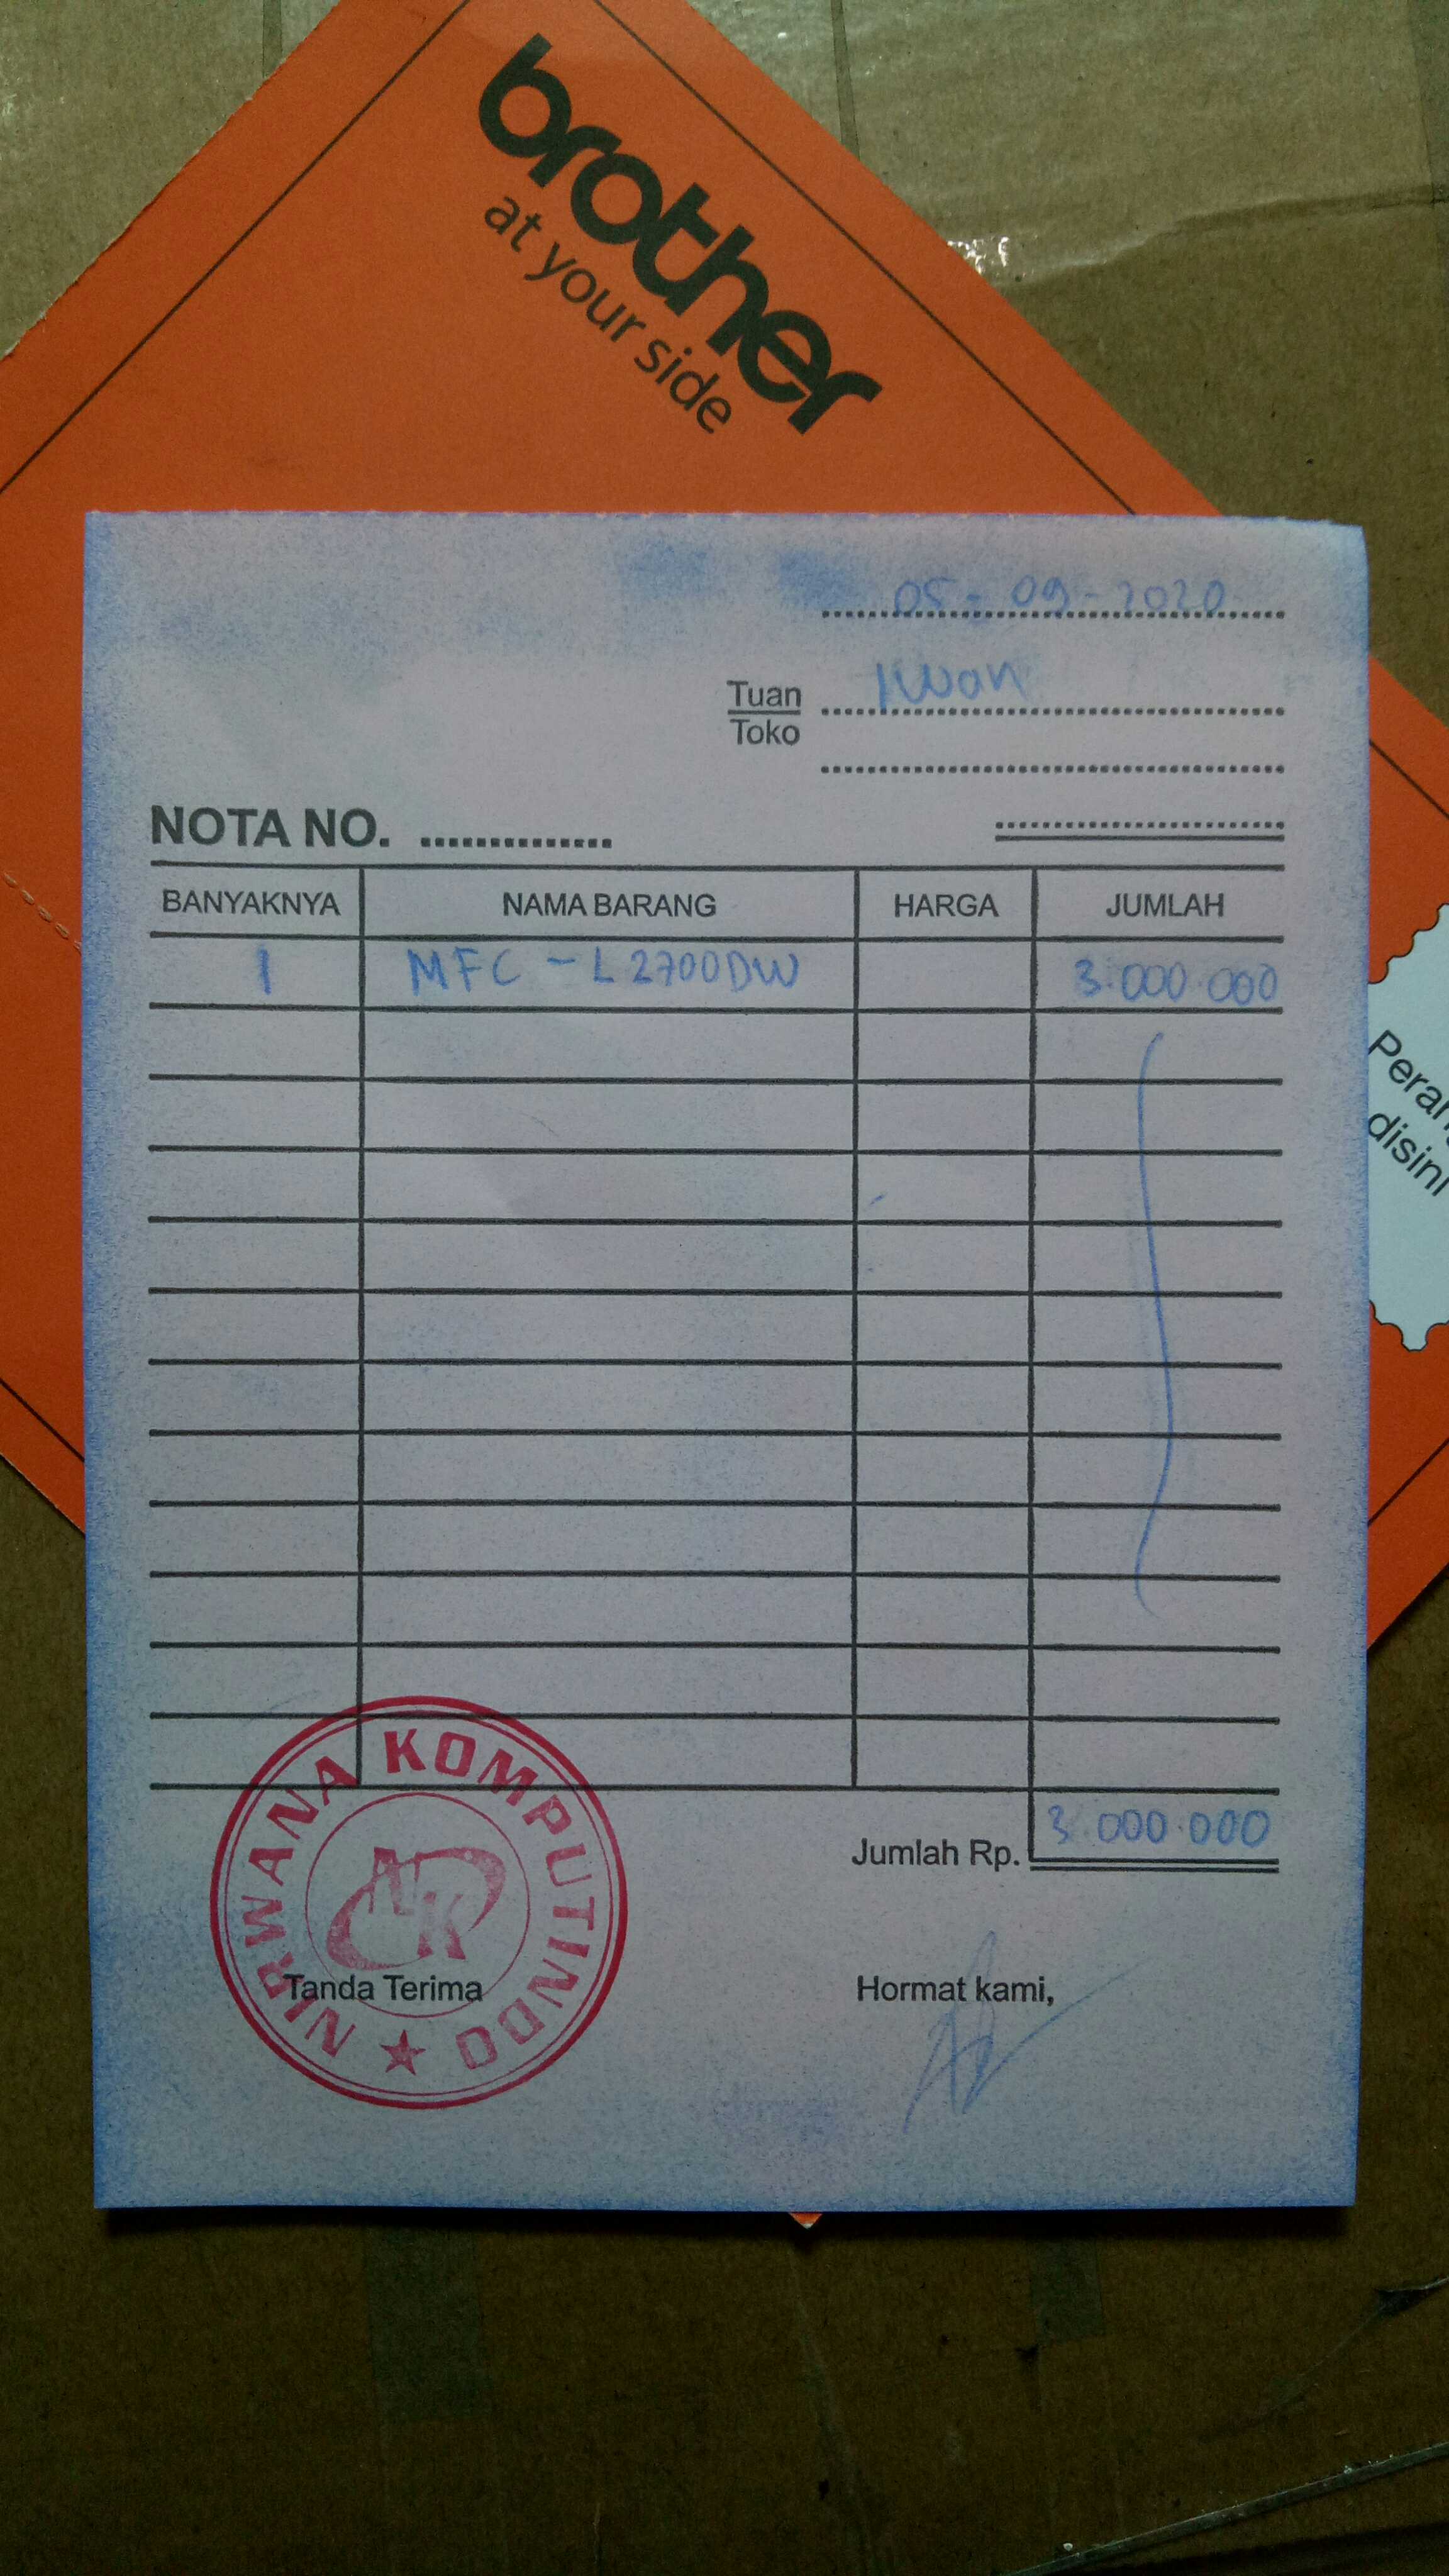 brother
at your side
05-09-2020
Tuan Iwan
Toko
NOTA NO. ..............
BANYAKNYA NAMA BARANG HARGA JUMLAH
1 MFC - L2700DW 3.000.000
disini
Jumlah Rp. 3.000.000
NIRWANA KOMPUTINDO
NK
Tanda Terima Hormat kami,